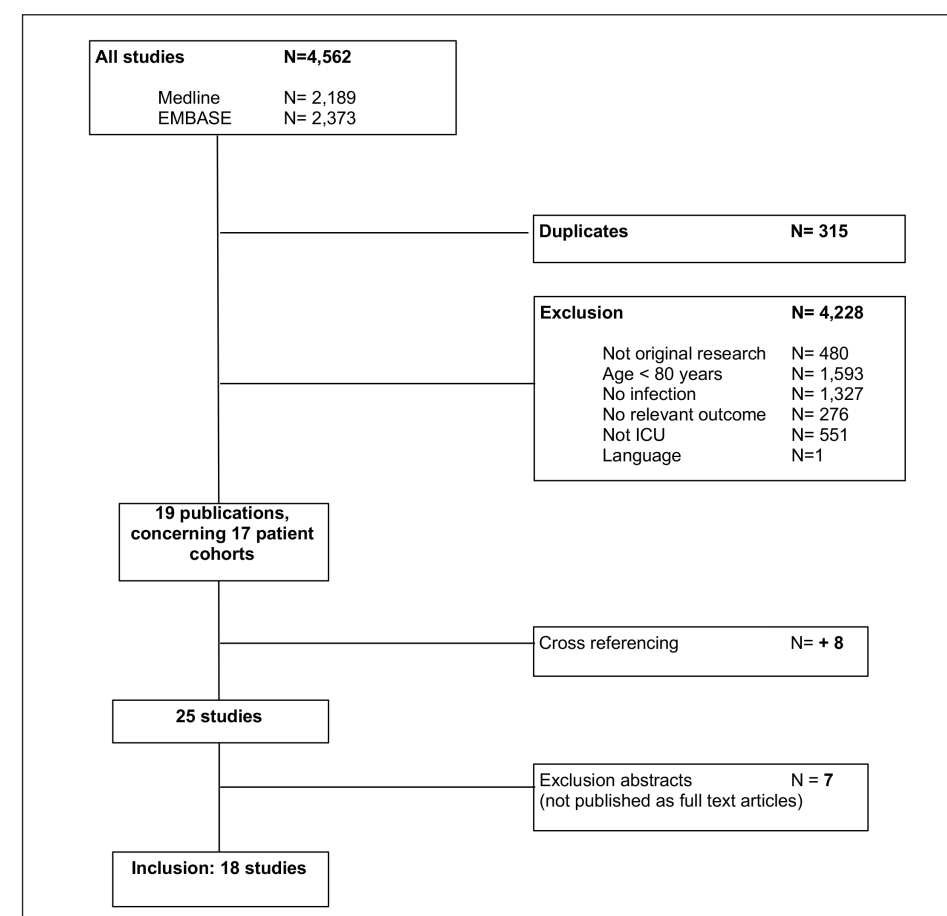 All studies N=4,562
Medline N= 2,189
EMBASE N= 2,373
Duplicates N= 315
Exclusion N= 4,228
Not original research N= 480
Age < 80 years N= 1,593
No infection N= 1,327
No relevant outcome N= 276
Not ICU N= 551
Language N=1
19 publications,
concerning 17 patient
cohorts
Cross referencing N= + 8
25 studies
Exclusion abstracts N = 7
(not published as full text articles)
Inclusion: 18 studies